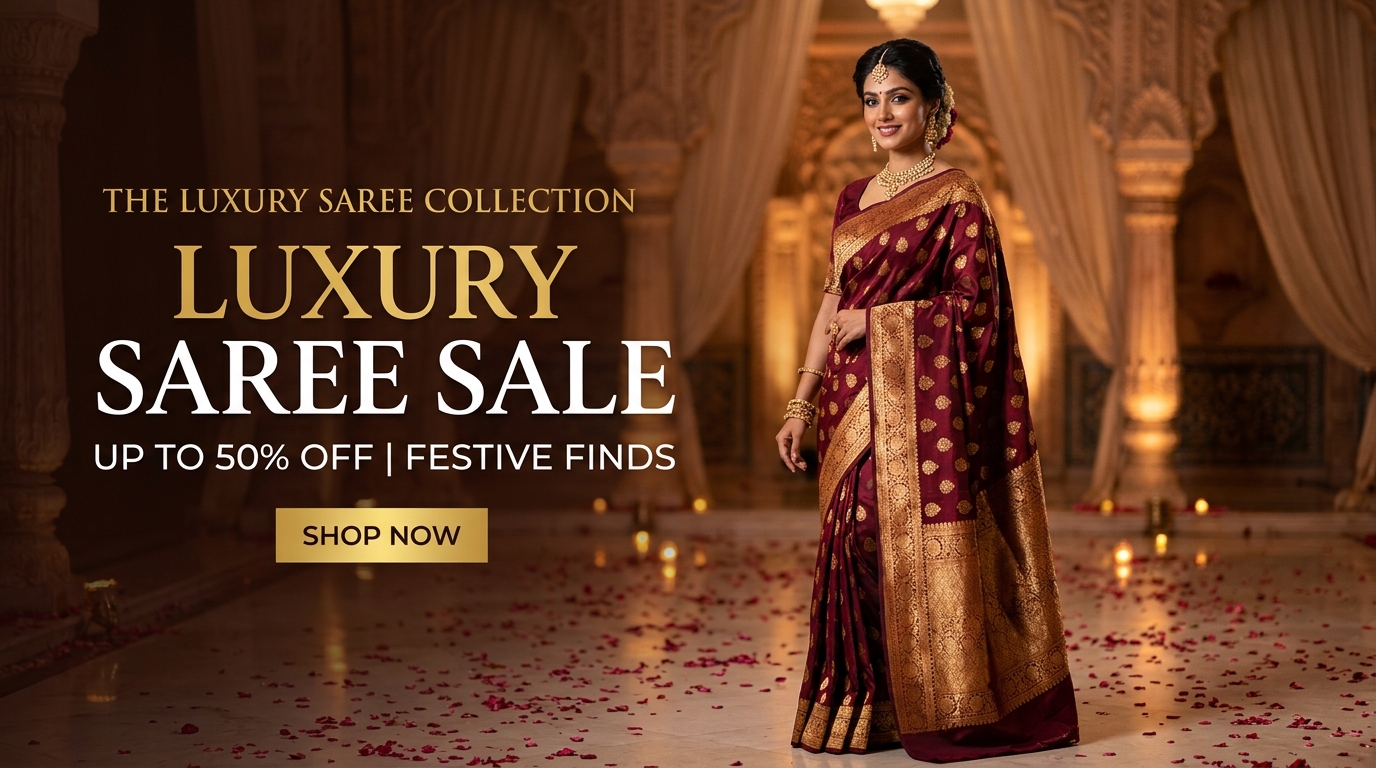 THE LUXURY SAREE COLLECTION
LUXURY
SAREE SALE
UP TO 50% OFF | FESTIVE FINDS
SHOP NOW